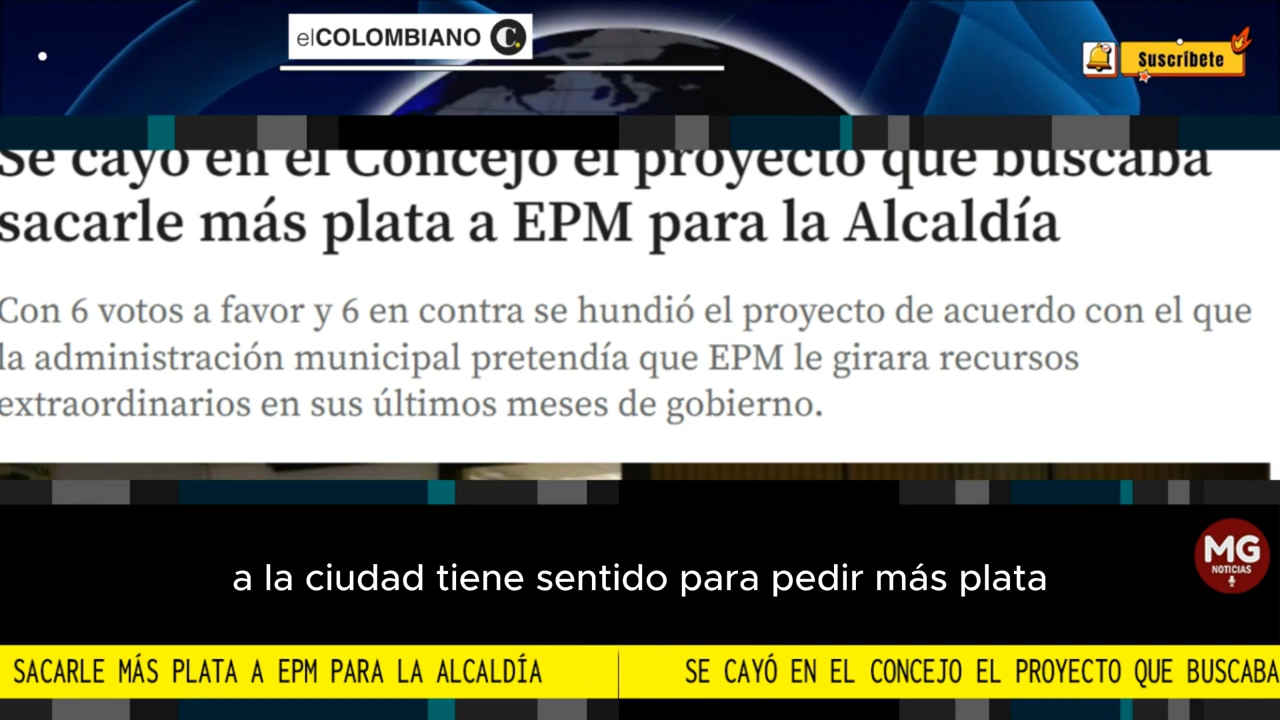 elCOLOMBIANO C.
Suscríbete
Se cayó en el Concejo el proyecto que buscaba
sacarle más plata a EPM para la Alcaldía
Con 6 votos a favor y 6 en contra se hundió el proyecto de acuerdo con el que
la administración municipal pretendía que EPM le girara recursos
extraordinarios en sus últimos meses de gobierno.
a la ciudad tiene sentido para pedir más plata
MG
NOTICIAS
SACARLE MÁS PLATA A EPM PARA LA ALCALDÍA
SE CAYÓ EN EL CONCEJO EL PROYECTO QUE BUSCABA